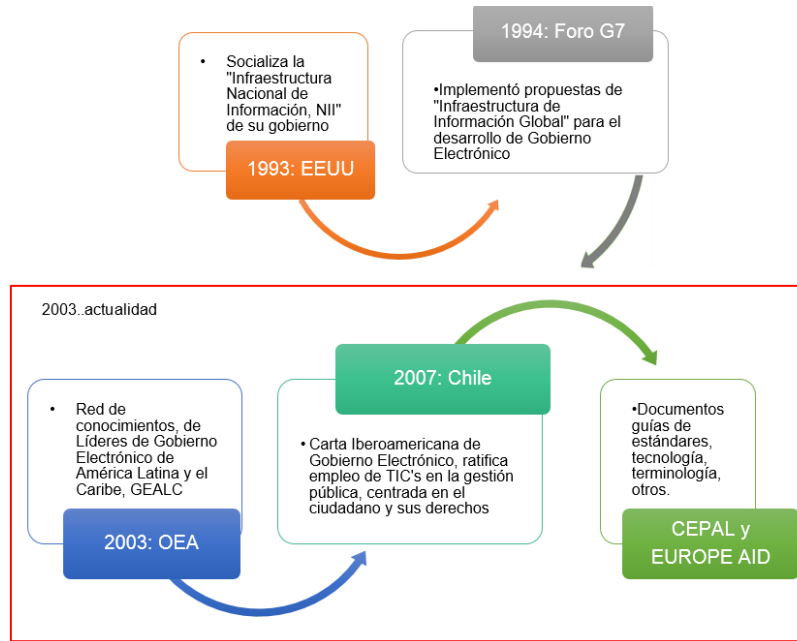 • Socializa la
"Infraestructura
Nacional de
Información, NII"
de su gobierno
1993: EEUU
1994: Foro G7
•Implementó propuestas de
"Infraestructura de
Información Global" para el
desarrollo de Gobierno
Electrónico
2003..actualidad
• Red de
conocimientos, de
Líderes de Gobierno
Electrónico de
América Latina y el
Caribe, GEALC
2003: OEA
2007: Chile
• Carta Iberoamericana de
Gobierno Electrónico, ratifica
empleo de TIC's en la gestión
pública, centrada en el
ciudadano y sus derechos
•Documentos
guías de
estándares,
tecnología,
terminología,
otros.
CEPAL y
EUROPE AID